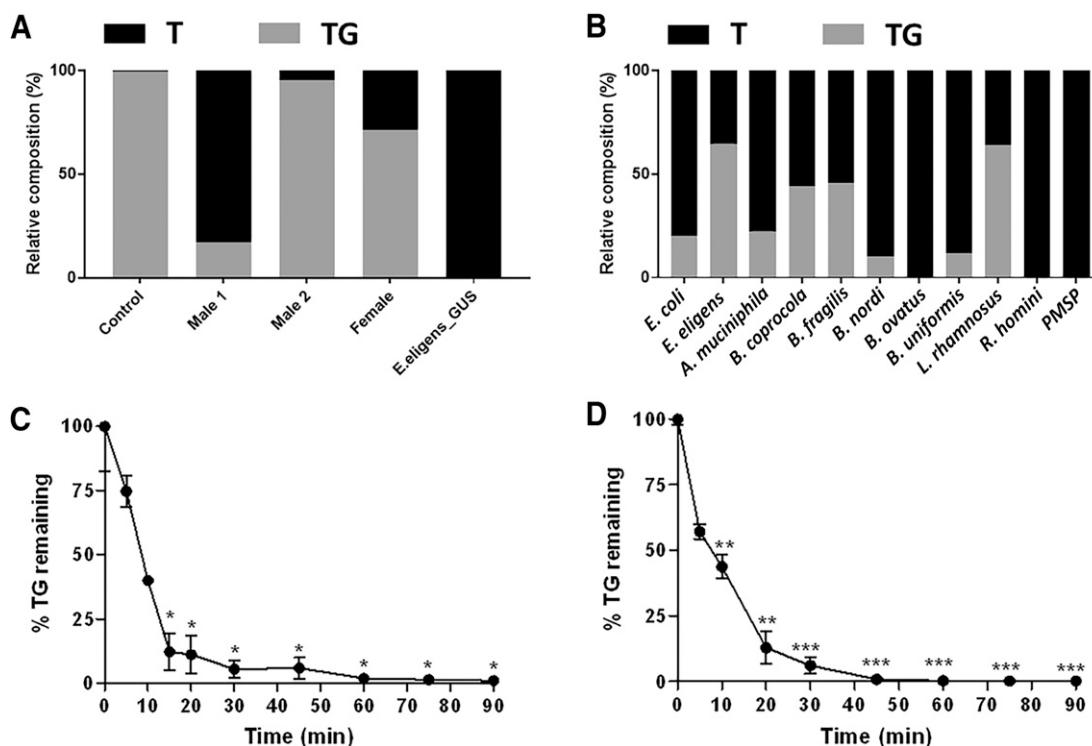 A
T TG
Relative composition (%)
100
50
0
Control
Male 1
Male 2
Female
E.eligens_GUS
B
T TG
Relative composition (%)
100
50
0
E. coli
E. eligens
A. muciniphila
B. coprocola
B. fragilis
B. nordi
B. ovatus
B. uniformis
L. rhamnosus
R. homini
PMSP
C
% TG remaining
100
75
50
25
0
* * * * * * *
0 10 20 30 40 50 60 70 80 90
Time (min)
D
% TG remaining
100
75
50
25
0
** ** *** *** *** *** ***
0 10 20 30 40 50 60 70 80 90
Time (min)